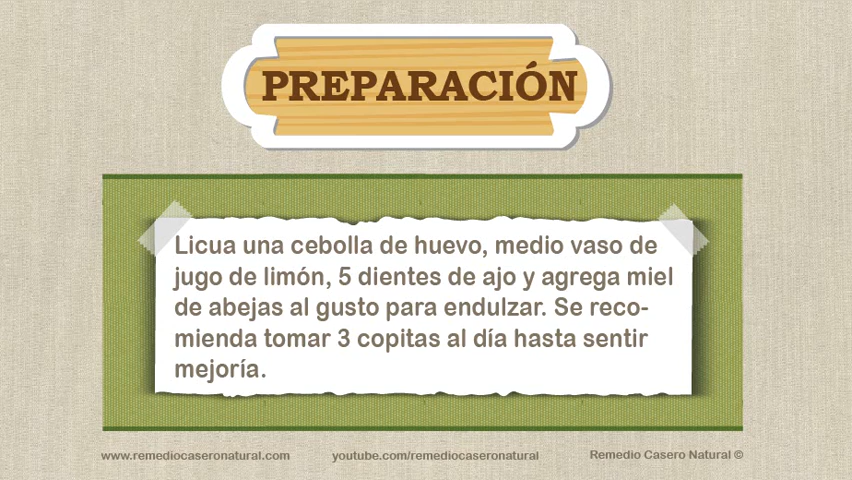 PREPARACIÓN
Licua una cebolla de huevo, medio vaso de
jugo de limón, 5 dientes de ajo y agrega miel
de abejas al gusto para endulzar. Se reco-
mienda tomar 3 copitas al día hasta sentir
mejoría.
www.remediocaseronatural.com youtube.com/remediocaseronatural Remedio Casero Natural ©